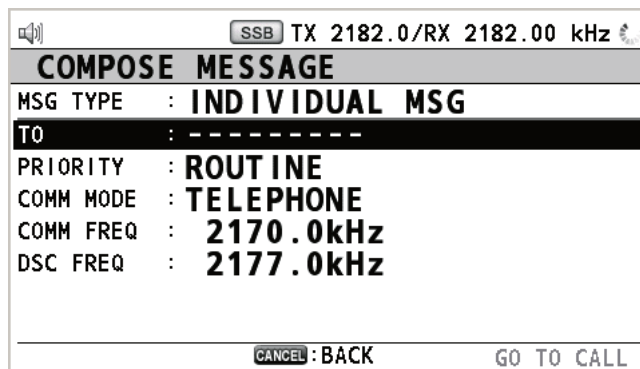 SSB TX 2182.0/RX 2182.00 kHz
COMPOSE MESSAGE
MSG TYPE : INDIVIDUAL MSG
TO : ---------
PRIORITY : ROUTINE
COMM MODE : TELEPHONE
COMM FREQ : 2170.0kHz
DSC FREQ : 2177.0kHz
CANCEL : BACK GO TO CALL